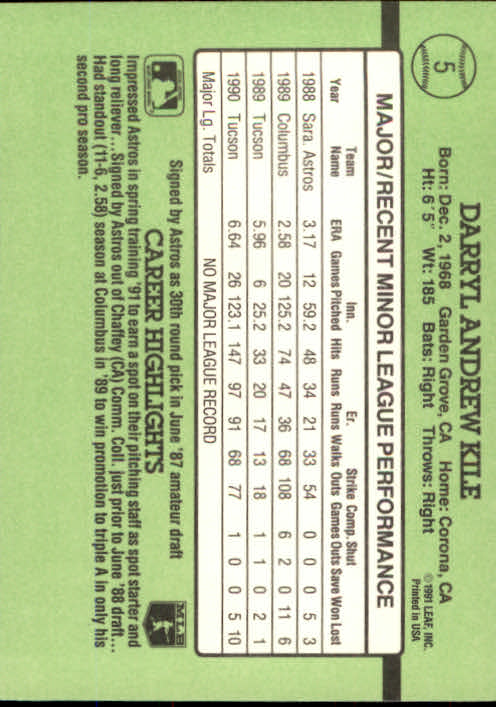 5
DARRYL ANDREW KILE
Born: Dec. 2, 1968 Garden Grove, CA Home: Corona, CA
Ht: 6´5˝ Wt: 185 Bats: Right Throws: Right
© 1991 LEAF, INC.
Printed in USA
MAJOR/RECENT MINOR LEAGUE PERFORMANCE
Team Inn. Er. Strike Comp. Shut
Year Name ERA Games Pitched Hits Runs Runs Walks Outs Games Outs Save Won Lost
1988 Sara. Astros 3.17 12 59.2 48 34 21 33 54 0 0 0 5 3
1989 Columbus 2.58 20 125.2 74 47 36 68 108 6 2 0 11 6
1989 Tucson 5.96 6 25.2 33 20 17 13 18 1 1 0 2 1
1990 Tucson 6.64 26 123.1 147 97 91 68 77 1 0 0 5 10
Major Lg. Totals NO MAJOR LEAGUE RECORD
Signed by Astros as 30th round pick in June '87 amateur draft
CAREER HIGHLIGHTS
MLB
Impressed Astros in spring training '91 to earn a spot on their pitching staff as spot starter and
long reliever...Signed by Astros out of Chaffey (CA) Comm. Coll. just prior to June '88 draft...
Had standout (11-6, 2.58) season at Columbus in '89 to win promotion to triple A in only his
second pro season.